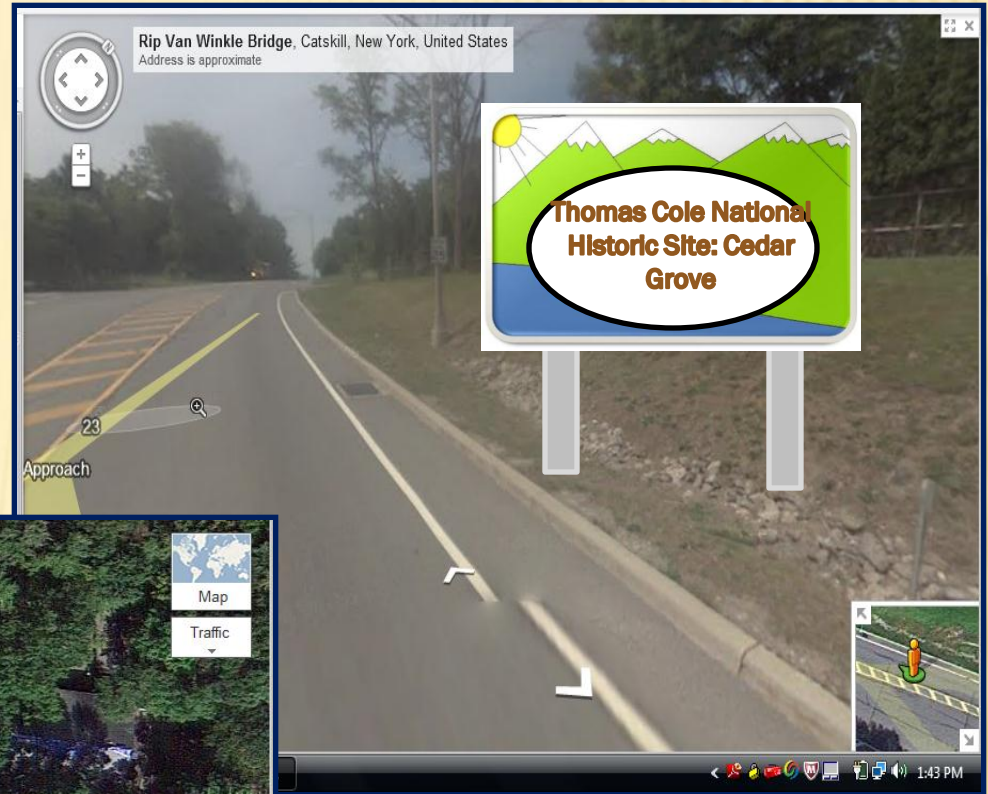 Rip Van Winkle Bridge, Catskill, New York, United States
Address is approximate
N
+
−
Thomas Cole National
Historic Site: Cedar
Grove
23
Approach
Map
Traffic
1:43 PM